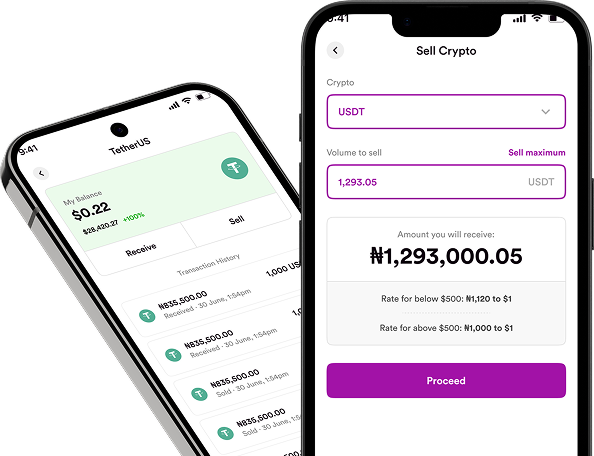 9:41
TetherUS
My Balance
$0.22
$28,420.27 +100%
Receive
Sell
Transaction History
₦835,500.00
1,000 US
Received · 30 June, 1:54pm
₦835,500.00
Received · 30 June, 1:54pm
₦835,500.00
Sold · 30 June, 1:54pm
₦835,500.00
Sold · 30 June, 1:54pm
9:41
Sell Crypto
Crypto
USDT
Volume to sell
Sell maximum
1,293.05
USDT
Amount you will receive:
₦1,293,000.05
Rate for below $500: ₦1,120 to $1
Rate for above $500: ₦1,000 to $1
Proceed